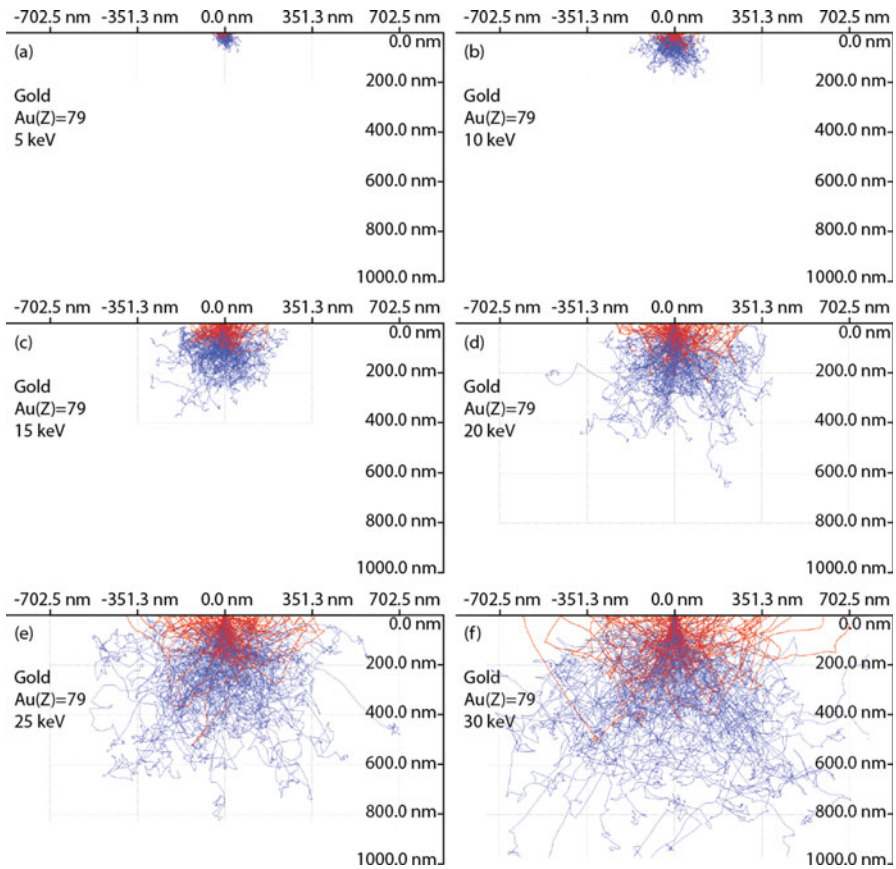 -702.5 nm -351.3 nm 0.0 nm 351.3 nm 702.5 nm
(a)
Gold
Au(Z)=79
5 keV
0.0 nm
200.0 nm
400.0 nm
600.0 nm
800.0 nm
1000.0 nm
-702.5 nm -351.3 nm 0.0 nm 351.3 nm 702.5 nm
(b)
Gold
Au(Z)=79
10 keV
0.0 nm
200.0 nm
400.0 nm
600.0 nm
800.0 nm
1000.0 nm
-702.5 nm -351.3 nm 0.0 nm 351.3 nm 702.5 nm
(c)
Gold
Au(Z)=79
15 keV
0.0 nm
200.0 nm
400.0 nm
600.0 nm
800.0 nm
1000.0 nm
-702.5 nm -351.3 nm 0.0 nm 351.3 nm 702.5 nm
(d)
Gold
Au(Z)=79
20 keV
0.0 nm
200.0 nm
400.0 nm
600.0 nm
800.0 nm
1000.0 nm
-702.5 nm -351.3 nm 0.0 nm 351.3 nm 702.5 nm
(e)
Gold
Au(Z)=79
25 keV
0.0 nm
200.0 nm
400.0 nm
600.0 nm
800.0 nm
1000.0 nm
-702.5 nm -351.3 nm 0.0 nm 351.3 nm 702.5 nm
(f)
Gold
Au(Z)=79
30 keV
0.0 nm
200.0 nm
400.0 nm
600.0 nm
800.0 nm
1000.0 nm